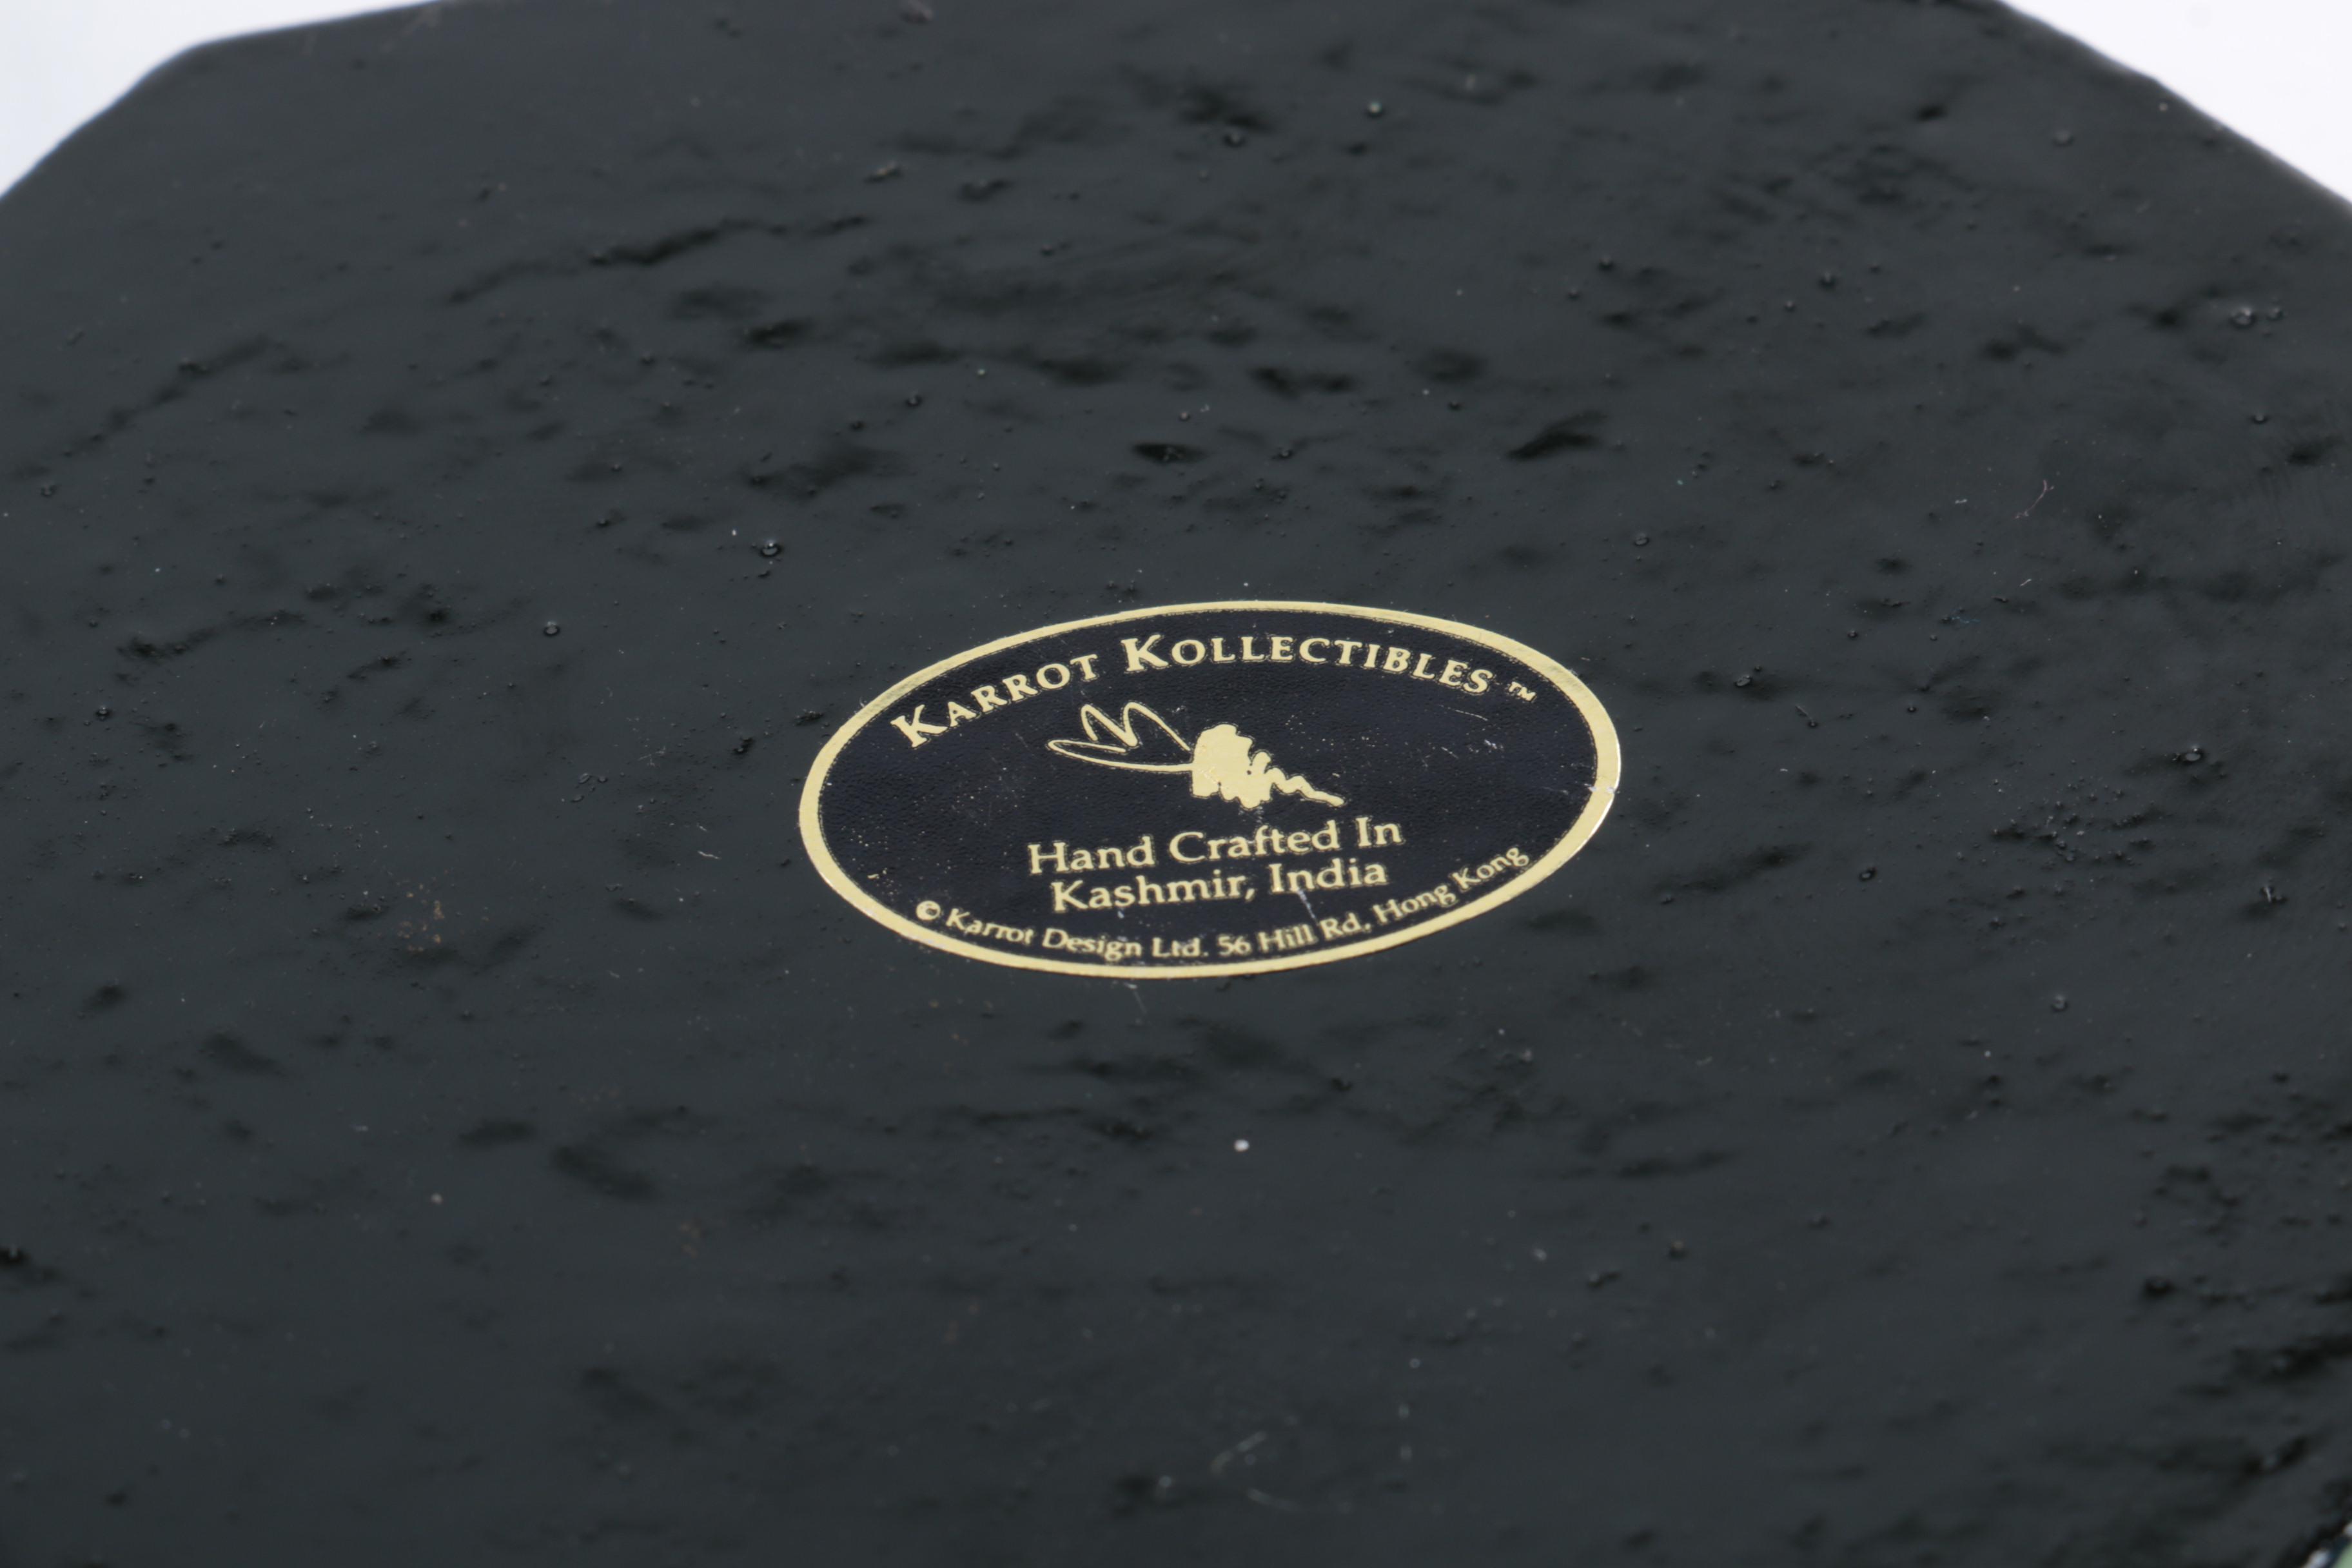 KARROT KOLLECTIBLES™
Hand Crafted In
Kashmir, India
© Karrot Design Ltd. 56 Hill Rd, Hong Kong